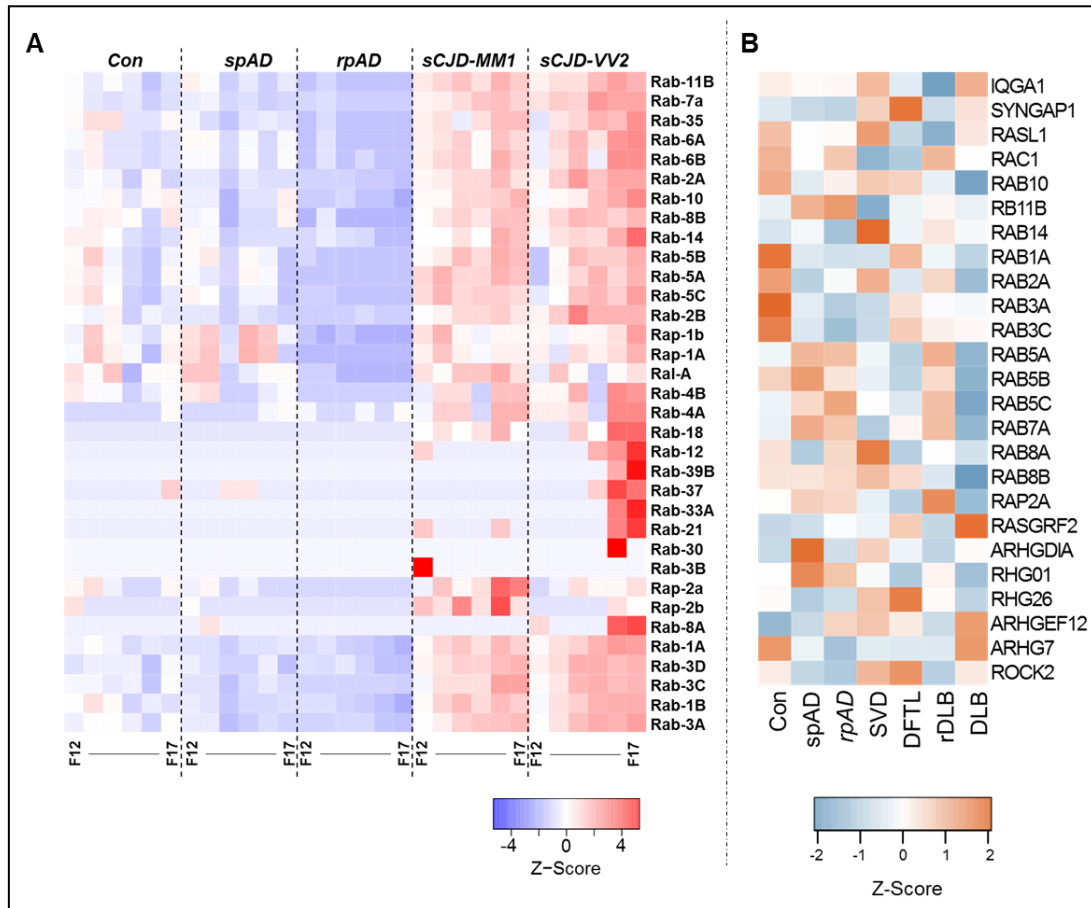 A
B
Con spAD rpAD sCJD-MM1 sCJD-VV2
Rab-11B
Rab-7a
Rab-35
Rab-6A
Rab-6B
Rab-2A
Rab-10
Rab-8B
Rab-14
Rab-5B
Rab-5A
Rab-5C
Rab-2B
Rap-1b
Rap-1A
Ral-A
Rab-4B
Rab-4A
Rab-18
Rab-12
Rab-39B
Rab-37
Rab-33A
Rab-21
Rab-30
Rab-3B
Rap-2a
Rap-2b
Rab-8A
Rab-1A
Rab-3D
Rab-3C
Rab-1B
Rab-3A
F12 F17 F12 F17 F12 F17 F12 F17 F12 F17
-4 0 4
Z-Score
IQGA1
SYNGAP1
RASL1
RAC1
RAB10
RB11B
RAB14
RAB1A
RAB2A
RAB3A
RAB3C
RAB5A
RAB5B
RAB5C
RAB7A
RAB8A
RAB8B
RAP2A
RASGRF2
ARHGDIA
RHG01
RHG26
ARHGEF12
ARHG7
ROCK2
Con spAD rpAD SVD DFTL rDLB DLB
-2 -1 0 1 2
Z-Score